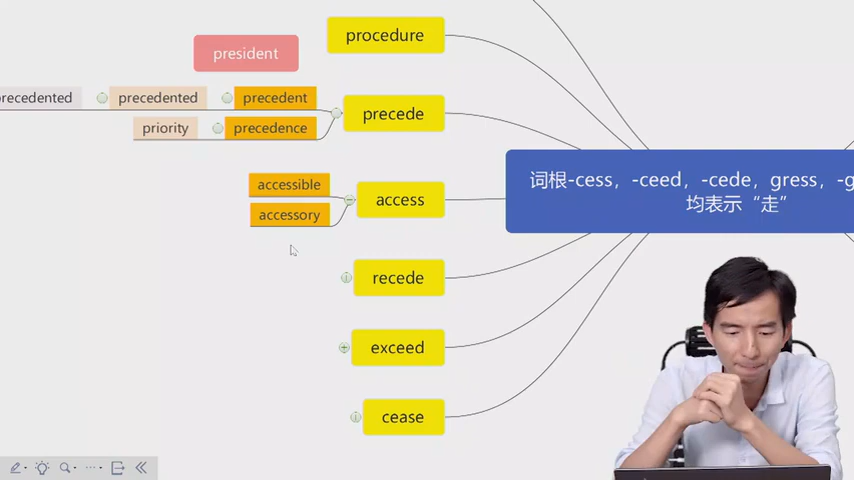 procedure
president
precedented
precedented
precedent
precede
priority
precedence
accessible
accessory
access
词根-cess，-ceed，-cede，gress，-g
均表示“走”
recede
exceed
cease